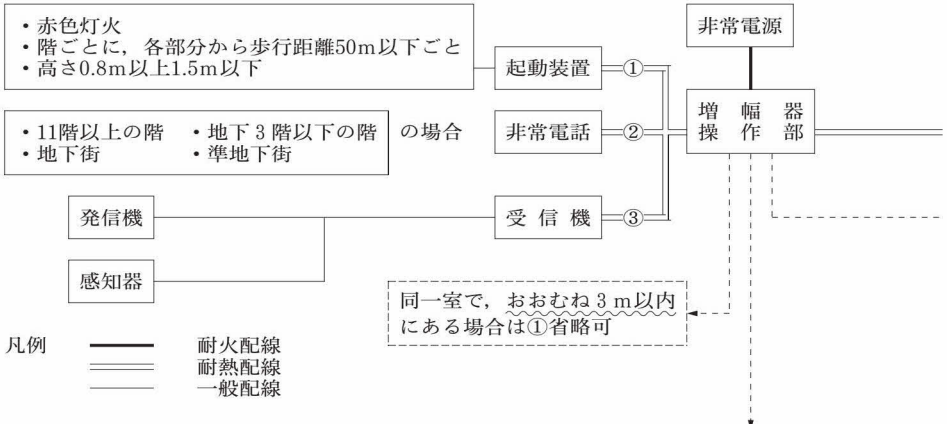 ・赤色灯火
・階ごとに，各部分から歩行距離50m以下ごと
・高さ0.8m以上1.5m以下
起動装置
①
非常電源
・11階以上の階　・地下３階以下の階
・地下街　・準地下街
の場合
非常電話
②
増幅器
操作部
発信機
受信機
③
感知器
同一室で，おおむね３m以内
にある場合は①省略可
凡例
耐火配線
耐熱配線
一般配線